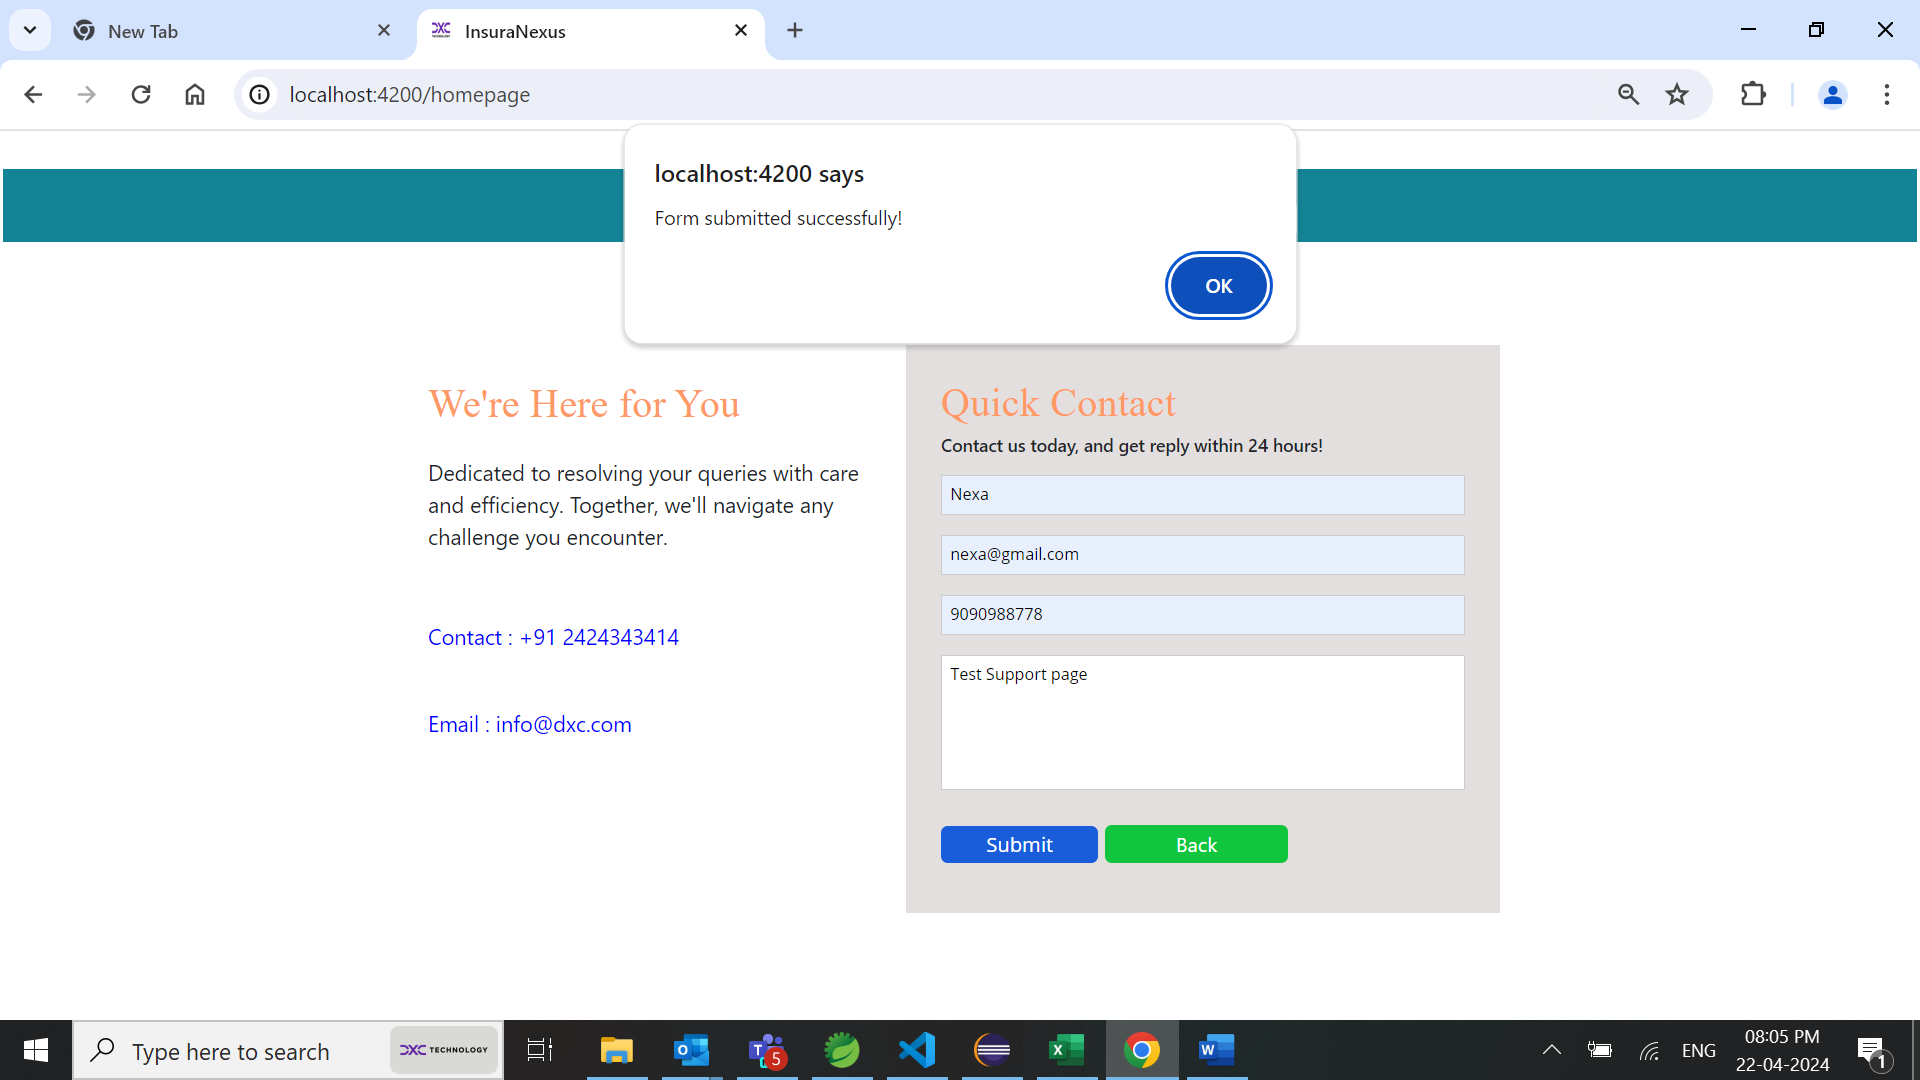 New Tab
InsuraNexus
localhost:4200/homepage
localhost:4200 says
Form submitted successfully!
OK
We're Here for You
Dedicated to resolving your queries with care
and efficiency. Together, we'll navigate any
challenge you encounter.
Contact : +91 2424343414
Email : info@dxc.com
Quick Contact
Contact us today, and get reply within 24 hours!
Nexa
nexa@gmail.com
9090988778
Test Support page
Submit
Back
Type here to search
DXC TECHNOLOGY
5
ENG
08:05 PM
22-04-2024
1